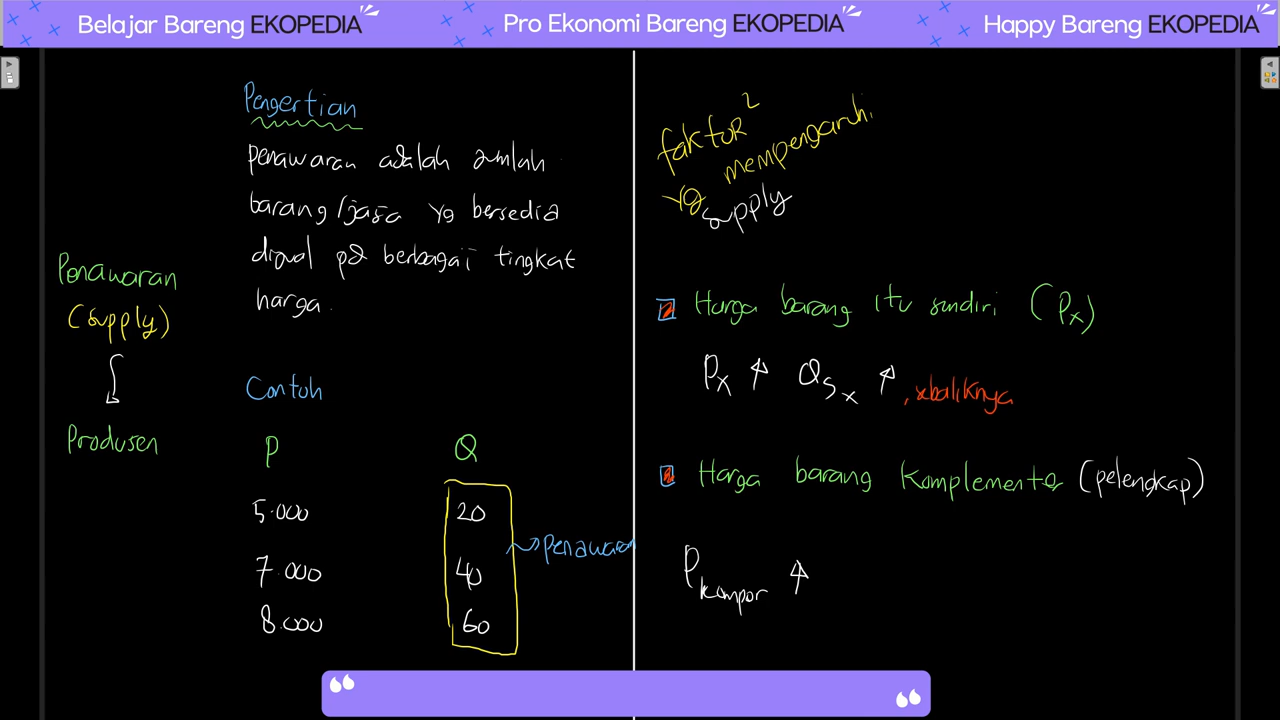 Belajar Bareng EKOPEDIA
Pro Ekonomi Bareng EKOPEDIA
Happy Bareng EKOPEDIA
Penawaran
(Supply)
Produsen
Pengertian
penawaran adalah jumlah
barang/jasa yg bersedia
dijual pd berbagai tingkat
harga.
Contoh
P Q
5.000 20
7.000 40
8.000 60
penawaran
faktor²
yg mempengaruhi
supply
Harga barang itu sendiri (Px)
Px ↑ QSx ↑, sbaliknya
Harga barang Komplementer (pelengkap)
Pkompor ↑